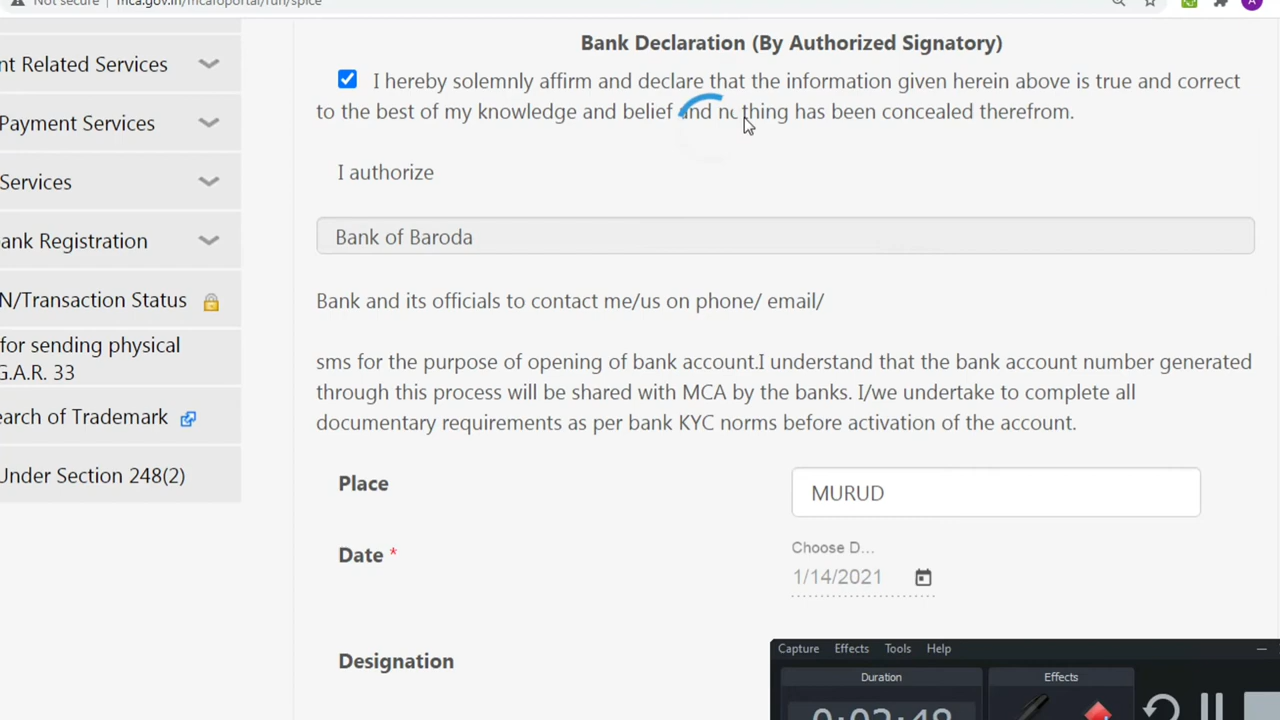 Not secure mca.gov.in/mcafoportal/run/spice
A
Bank Declaration (By Authorized Signatory)
nt Related Services
I hereby solemnly affirm and declare that the information given herein above is true and correct
to the best of my knowledge and belief and nothing has been concealed therefrom.
Payment Services
I authorize
Services
Bank of Baroda
ank Registration
Bank and its officials to contact me/us on phone/ email/
N/Transaction Status
for sending physical
G.A.R. 33
sms for the purpose of opening of bank account.I understand that the bank account number generated
through this process will be shared with MCA by the banks. I/we undertake to complete all
documentary requirements as per bank KYC norms before activation of the account.
earch of Trademark
Under Section 248(2)
Place
MURUD
Date *
Choose D...
1/14/2021
Designation
Capture Effects Tools Help
Duration
Effects
0:02:48